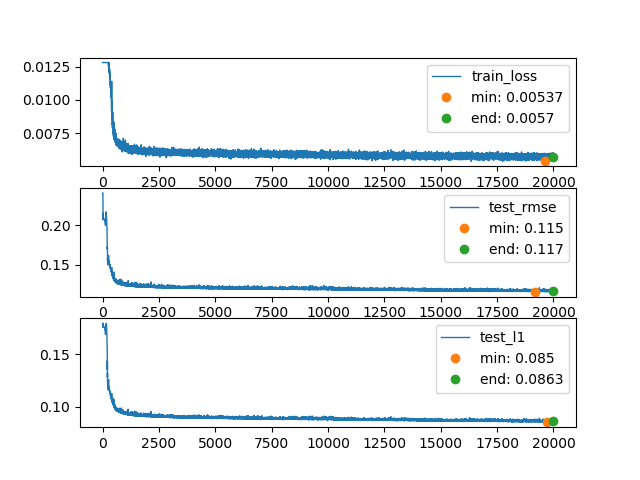 0.0125
0.0100
0.0075
train_loss
min: 0.00537
end: 0.0057
0 2500 5000 7500 10000 12500 15000 17500 20000
0.20
0.15
test_rmse
min: 0.115
end: 0.117
0 2500 5000 7500 10000 12500 15000 17500 20000
0.15
0.10
test_l1
min: 0.085
end: 0.0863
0 2500 5000 7500 10000 12500 15000 17500 20000